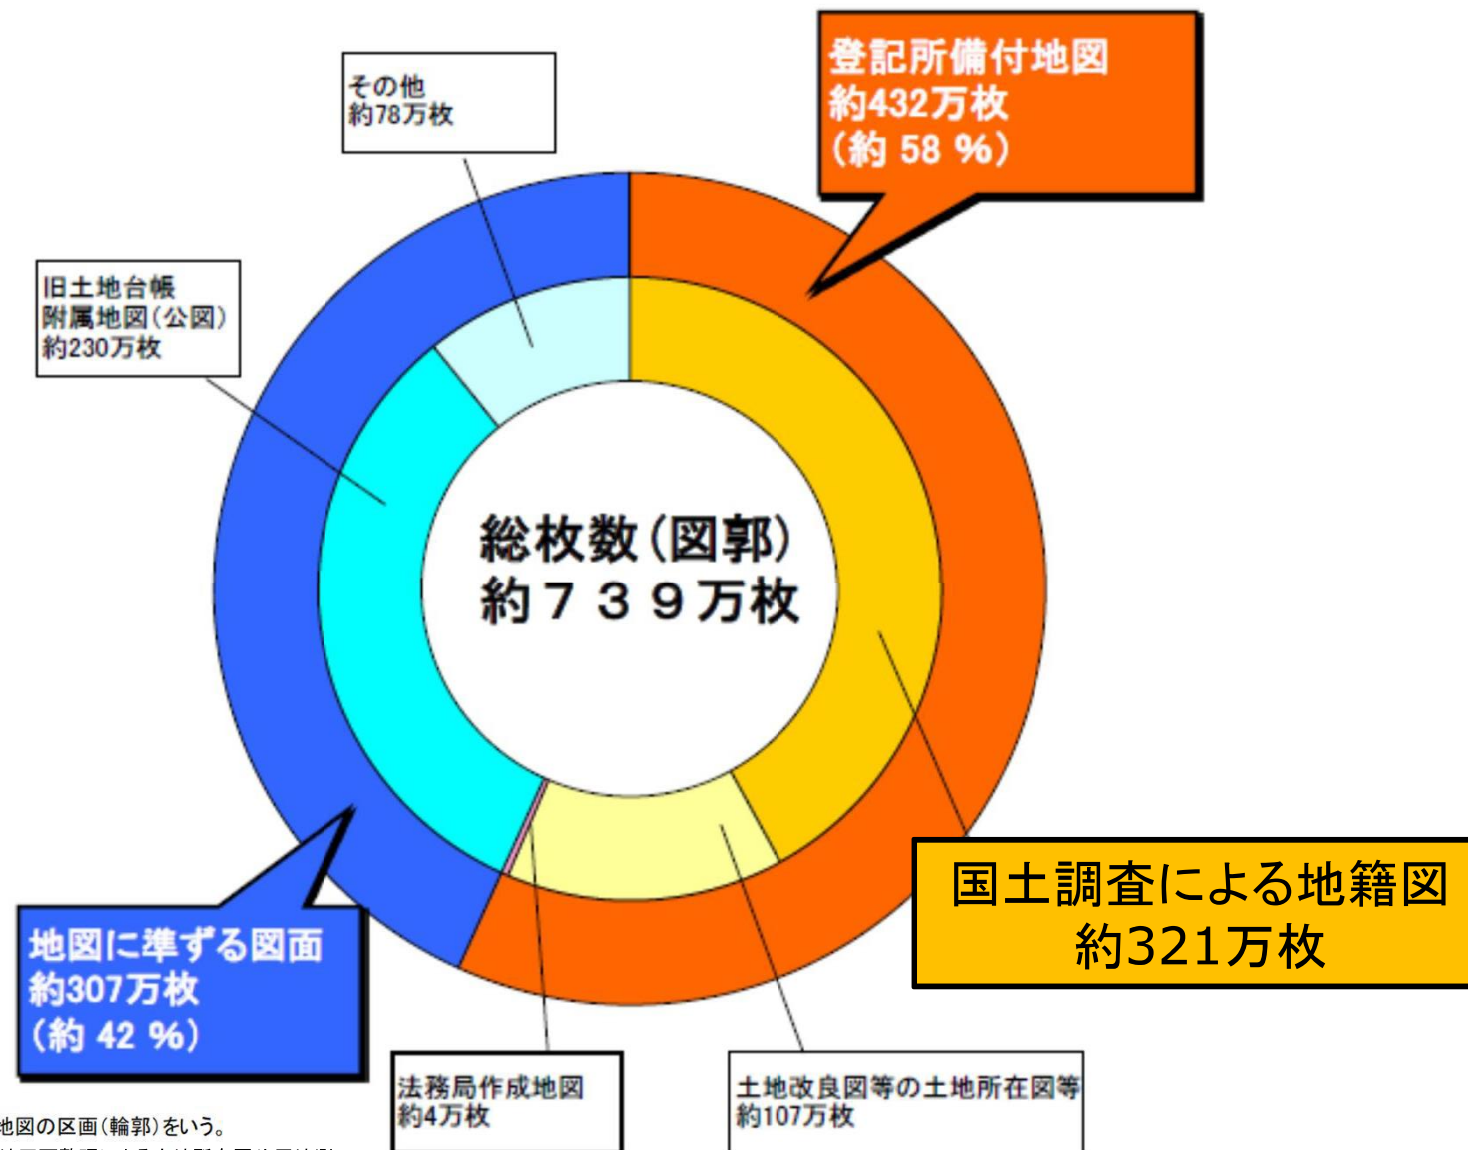 その他
約78万枚
登記所備付地図
約432万枚
(約 58 %)
旧土地台帳
附属地図(公図)
約230万枚
総枚数(図郭)
約739万枚
国土調査による地籍図
約321万枚
地図に準ずる図面
約307万枚
(約 42 %)
法務局作成地図
約4万枚
土地改良図等の土地所在図等
約107万枚
地図の区画(輪郭)をいう。